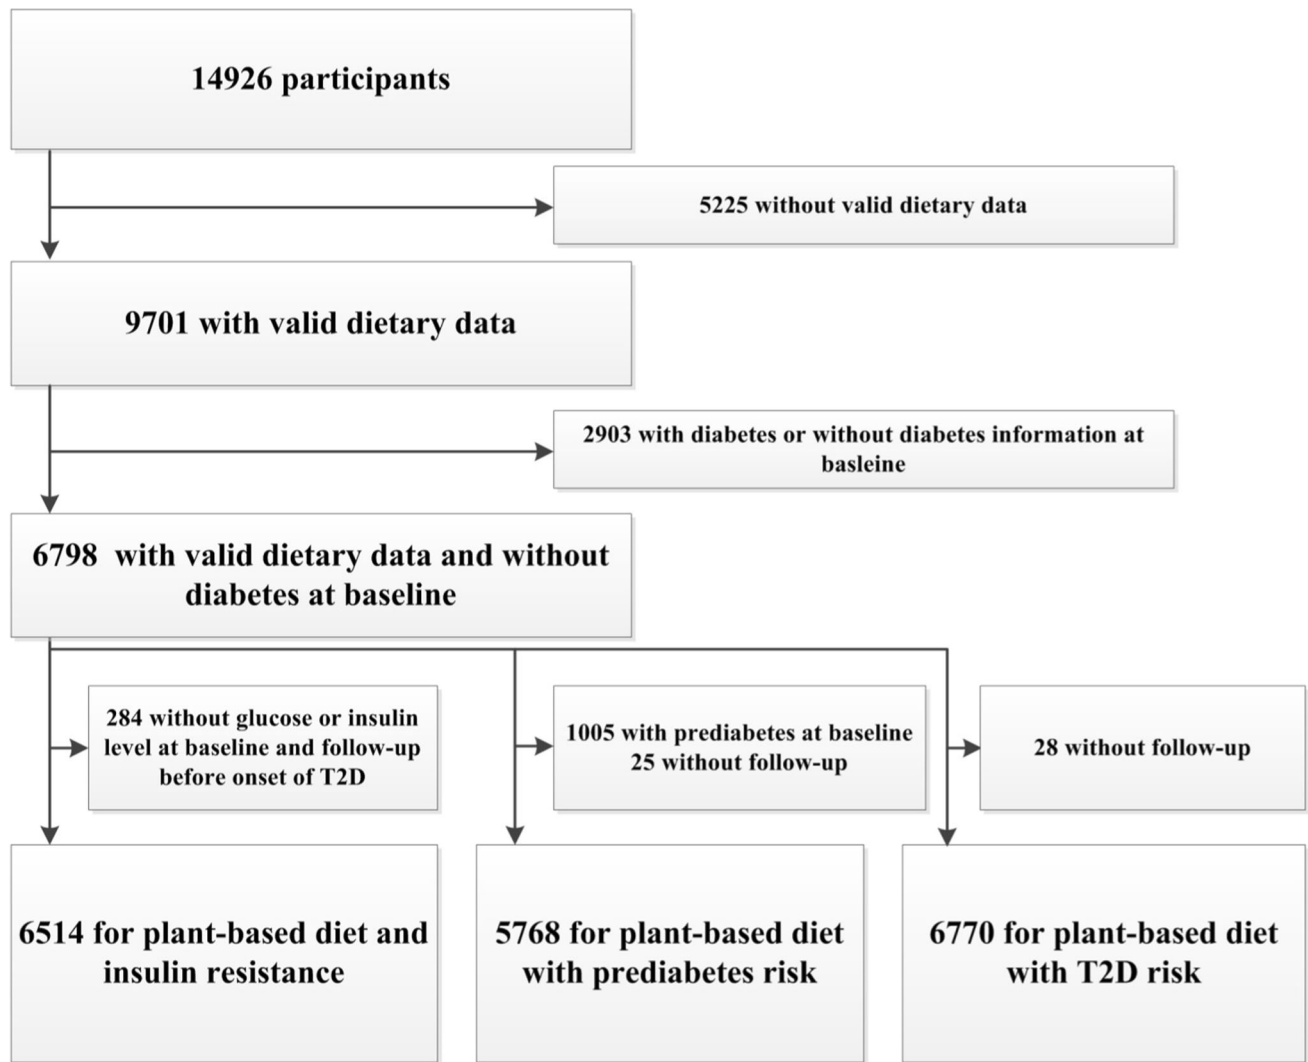 14926 participants
5225 without valid dietary data
9701 with valid dietary data
2903 with diabetes or without diabetes information at
basleine
6798 with valid dietary data and without
diabetes at baseline
284 without glucose or insulin
level at baseline and follow-up
before onset of T2D
1005 with prediabetes at baseline
25 without follow-up
28 without follow-up
6514 for plant-based diet and
insulin resistance
5768 for plant-based diet
with prediabetes risk
6770 for plant-based diet
with T2D risk